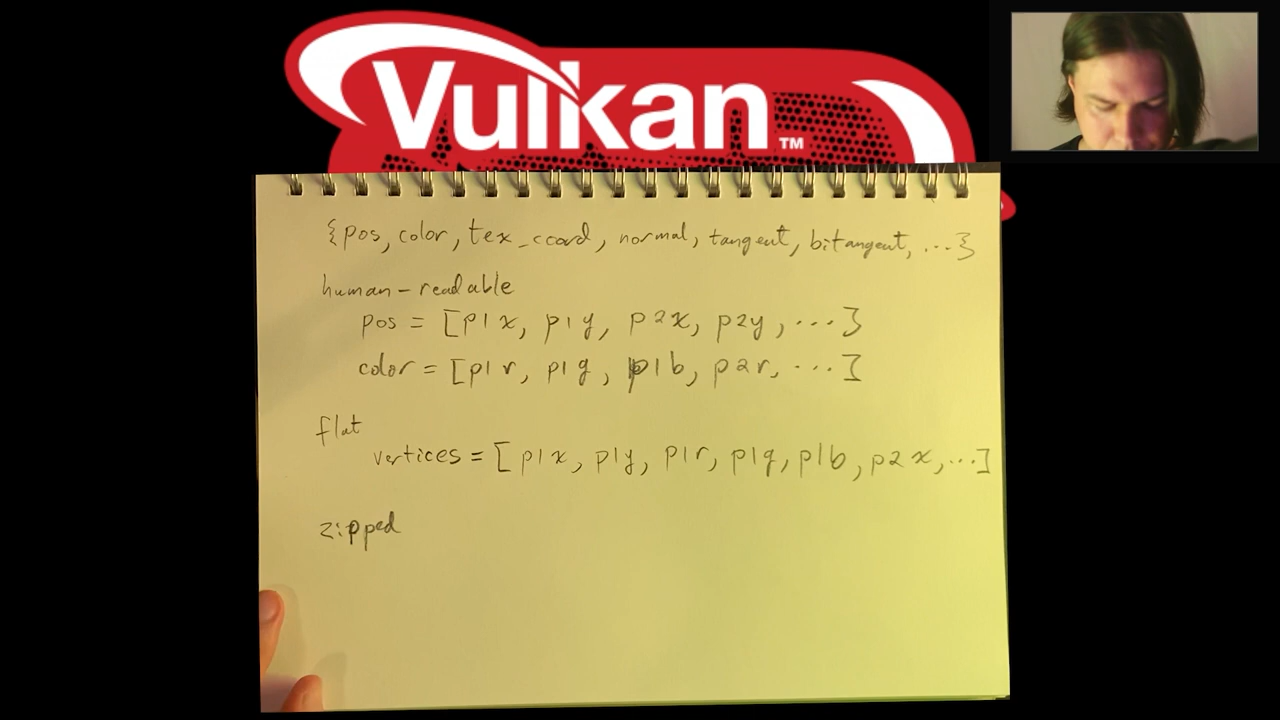 Vulkan™
{pos, color, tex_coord, normal, tangent, bitangent, ...}
human-readable
pos = [p1x, p1y, p2x, p2y, ...]
color = [p1r, p1g, p1b, p2r, ...]
flat
vertices = [p1x, p1y, p1r, p1g, p1b, p2x, ...]
zipped